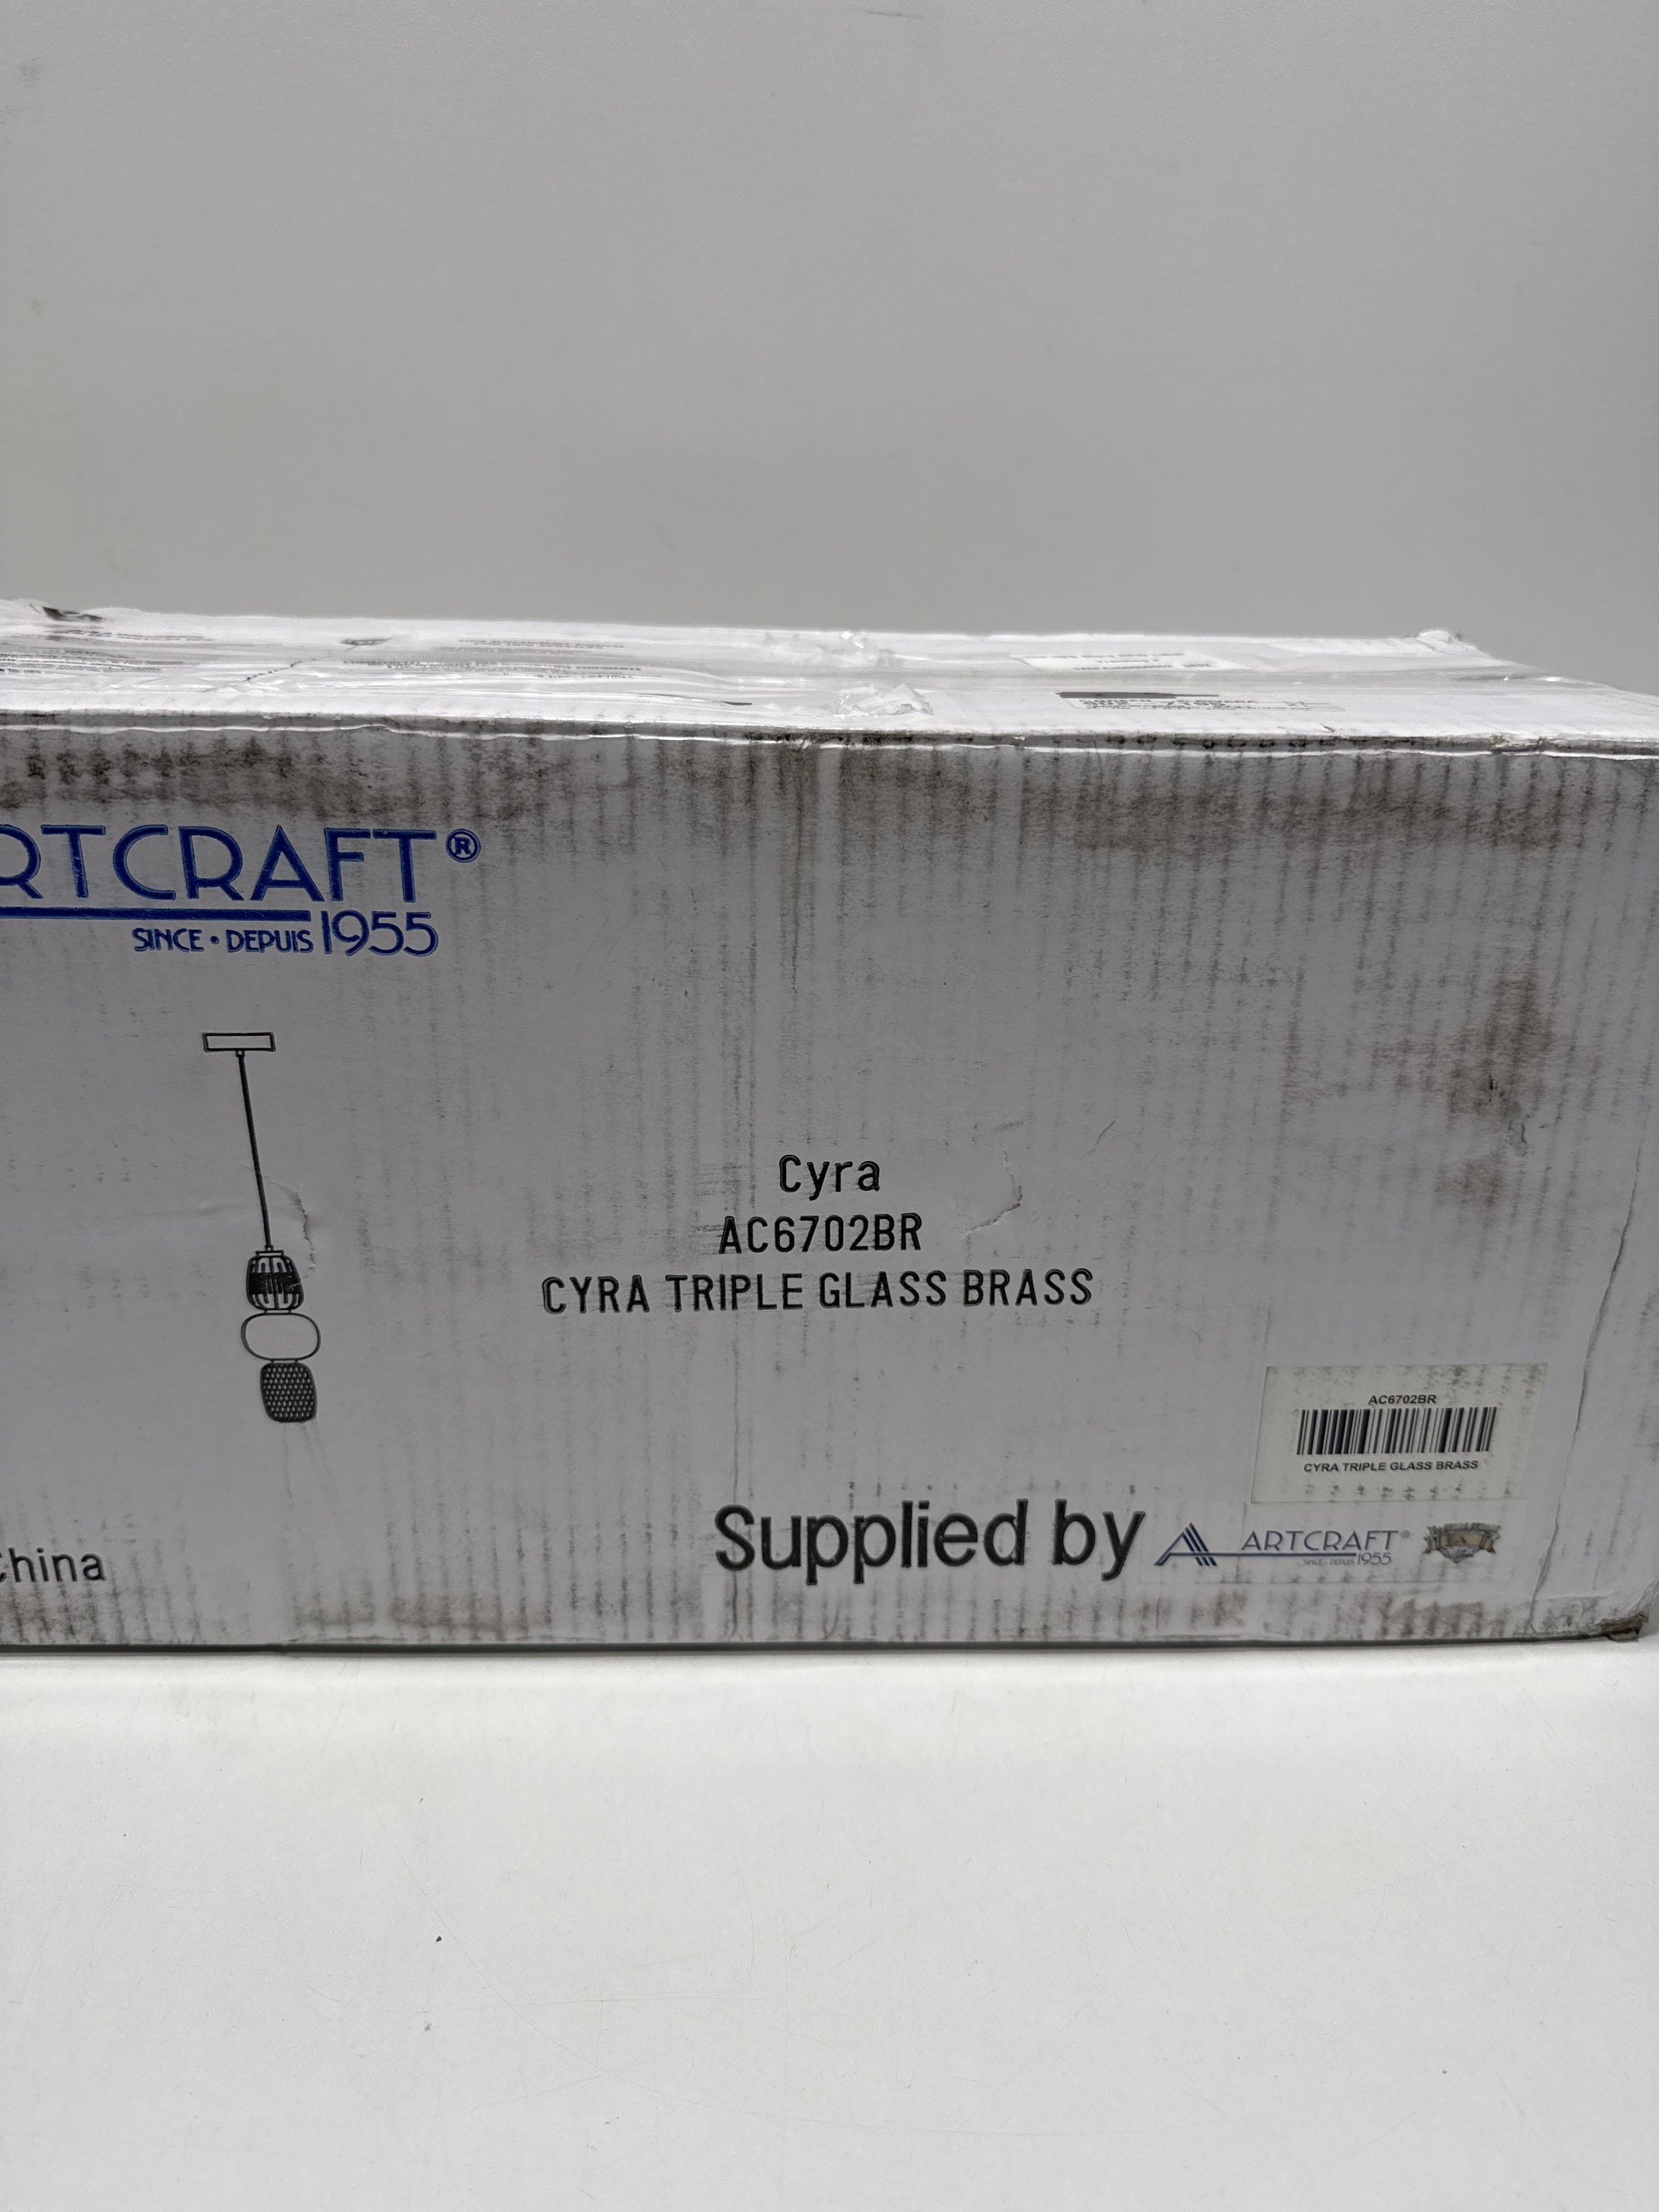 RTCRAFT®
SINCE • DEPUIS 1955
Cyra
AC6702BR
CYRA TRIPLE GLASS BRASS
AC6702BR
CYRA TRIPLE GLASS BRASS
China
Supplied by ARTCRAFT®
SINCE • DEPUIS 1955